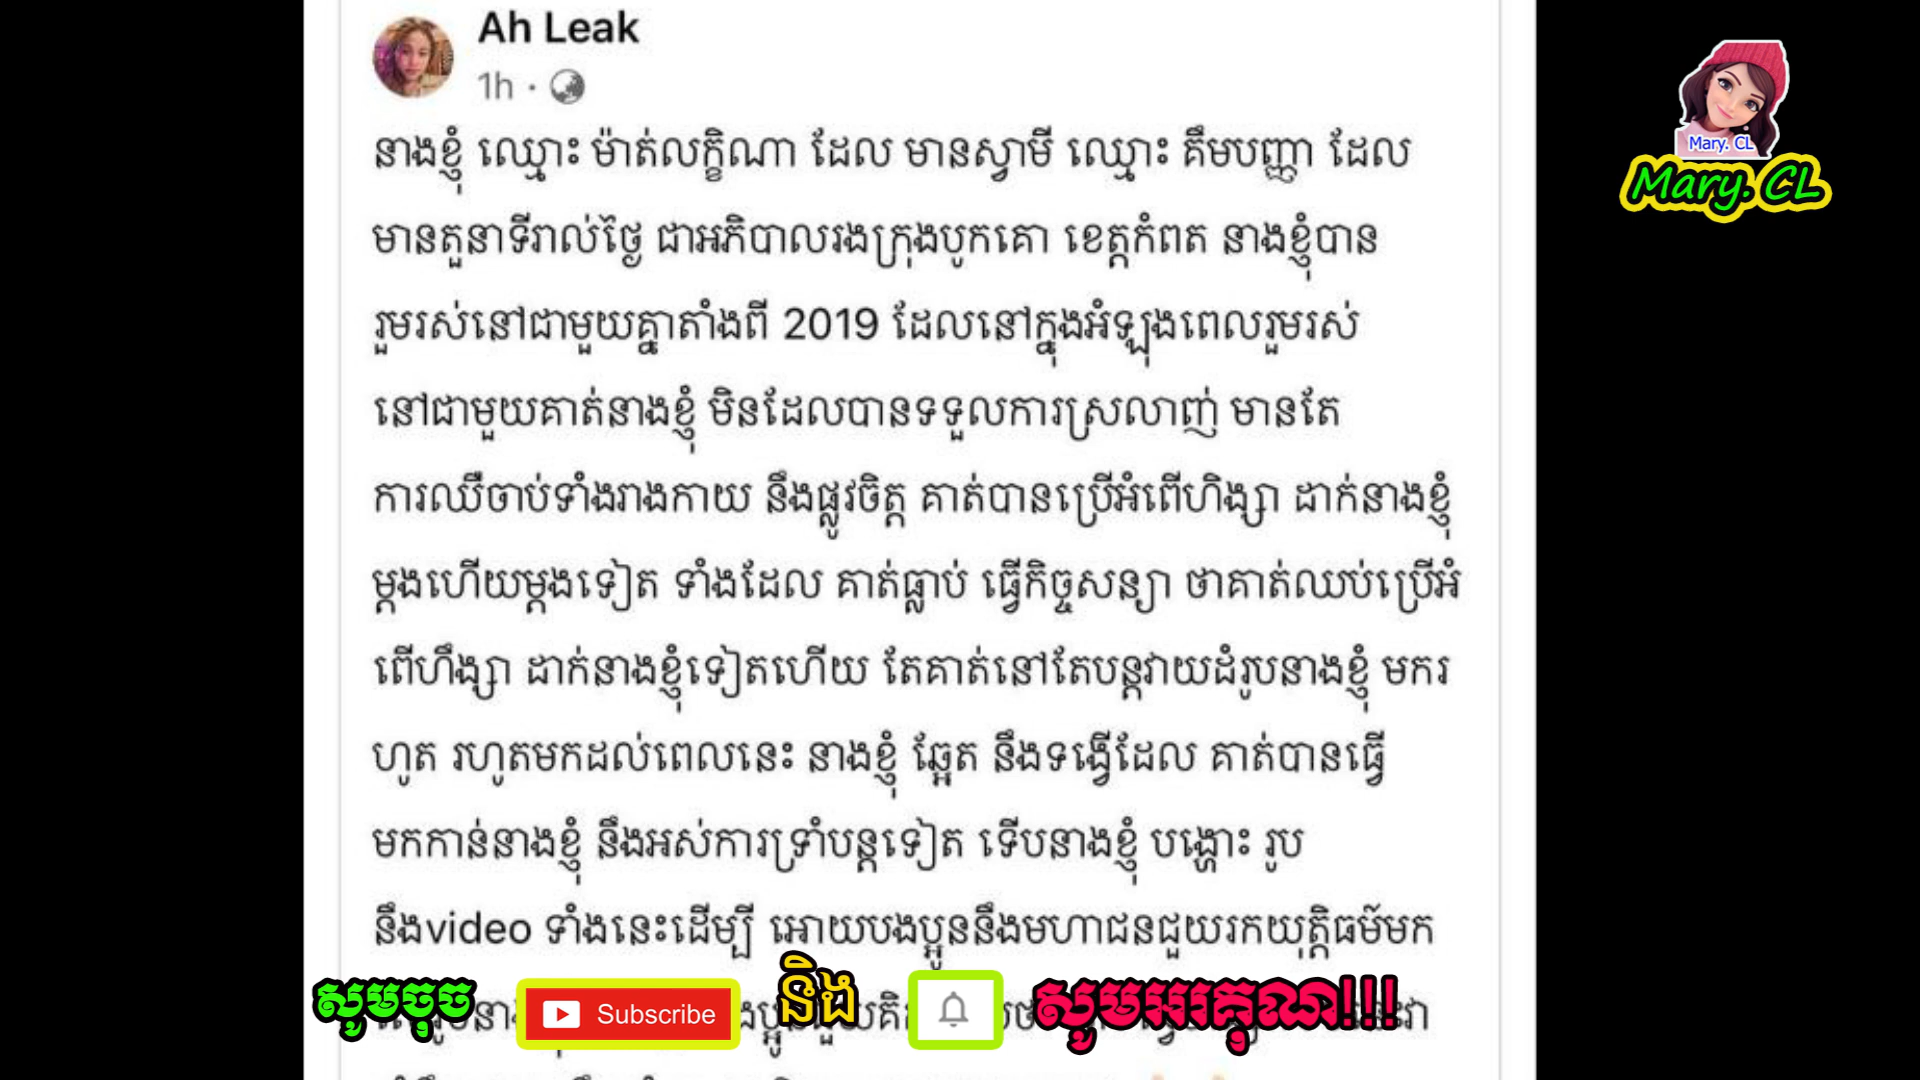 Ah Leak
1h
នាងខ្ញុំ ឈ្មោះ ម៉ាត់លក្ខិណា ដែល មានស្វាមី ឈ្មោះ គឹមបញ្ញា ដែល
មានតួនាទីរាល់ថ្ងៃ ជាអភិបាលរងក្រុងបូកគោ ខេត្តកំពត នាងខ្ញុំបាន
រួមរស់នៅជាមួយគ្នាតាំងពី 2019 ដែលនៅក្នុងអំឡុងពេលរួមរស់
នៅជាមួយគាត់នាងខ្ញុំ មិនដែលបានទទួលការស្រលាញ់ មានតែ
ការឈឺចាប់ទាំងរាងកាយ នឹងផ្លូវចិត្ត គាត់បានប្រើអំពើហិង្សា ដាក់នាងខ្ញុំ
ម្តងហើយម្តងទៀត ទាំងដែល គាត់ធ្លាប់ ធ្វើកិច្ចសន្យា ថាគាត់ឈប់ប្រើអំ
ពើហឹង្សា ដាក់នាងខ្ញុំទៀតហើយ តែគាត់នៅតែបន្តវាយដំរូបនាងខ្ញុំ មករ
ហូត រហូតមកដល់ពេលនេះ នាងខ្ញុំ ឆ្អែត នឹងទង្វើដែល គាត់បានធ្វើ
មកកាន់នាងខ្ញុំ នឹងអស់ការទ្រាំបន្តទៀត ទើបនាងខ្ញុំ បង្ហោះ រូប
នឹងvideo ទាំងនេះដើម្បី អោយបងប្អូននឹងមហាជនជួយរកយុត្តិធម៌មក
សូមចុច Subscribe និង សូមអរគុណ!!!
Mary. CL
Mary. CL